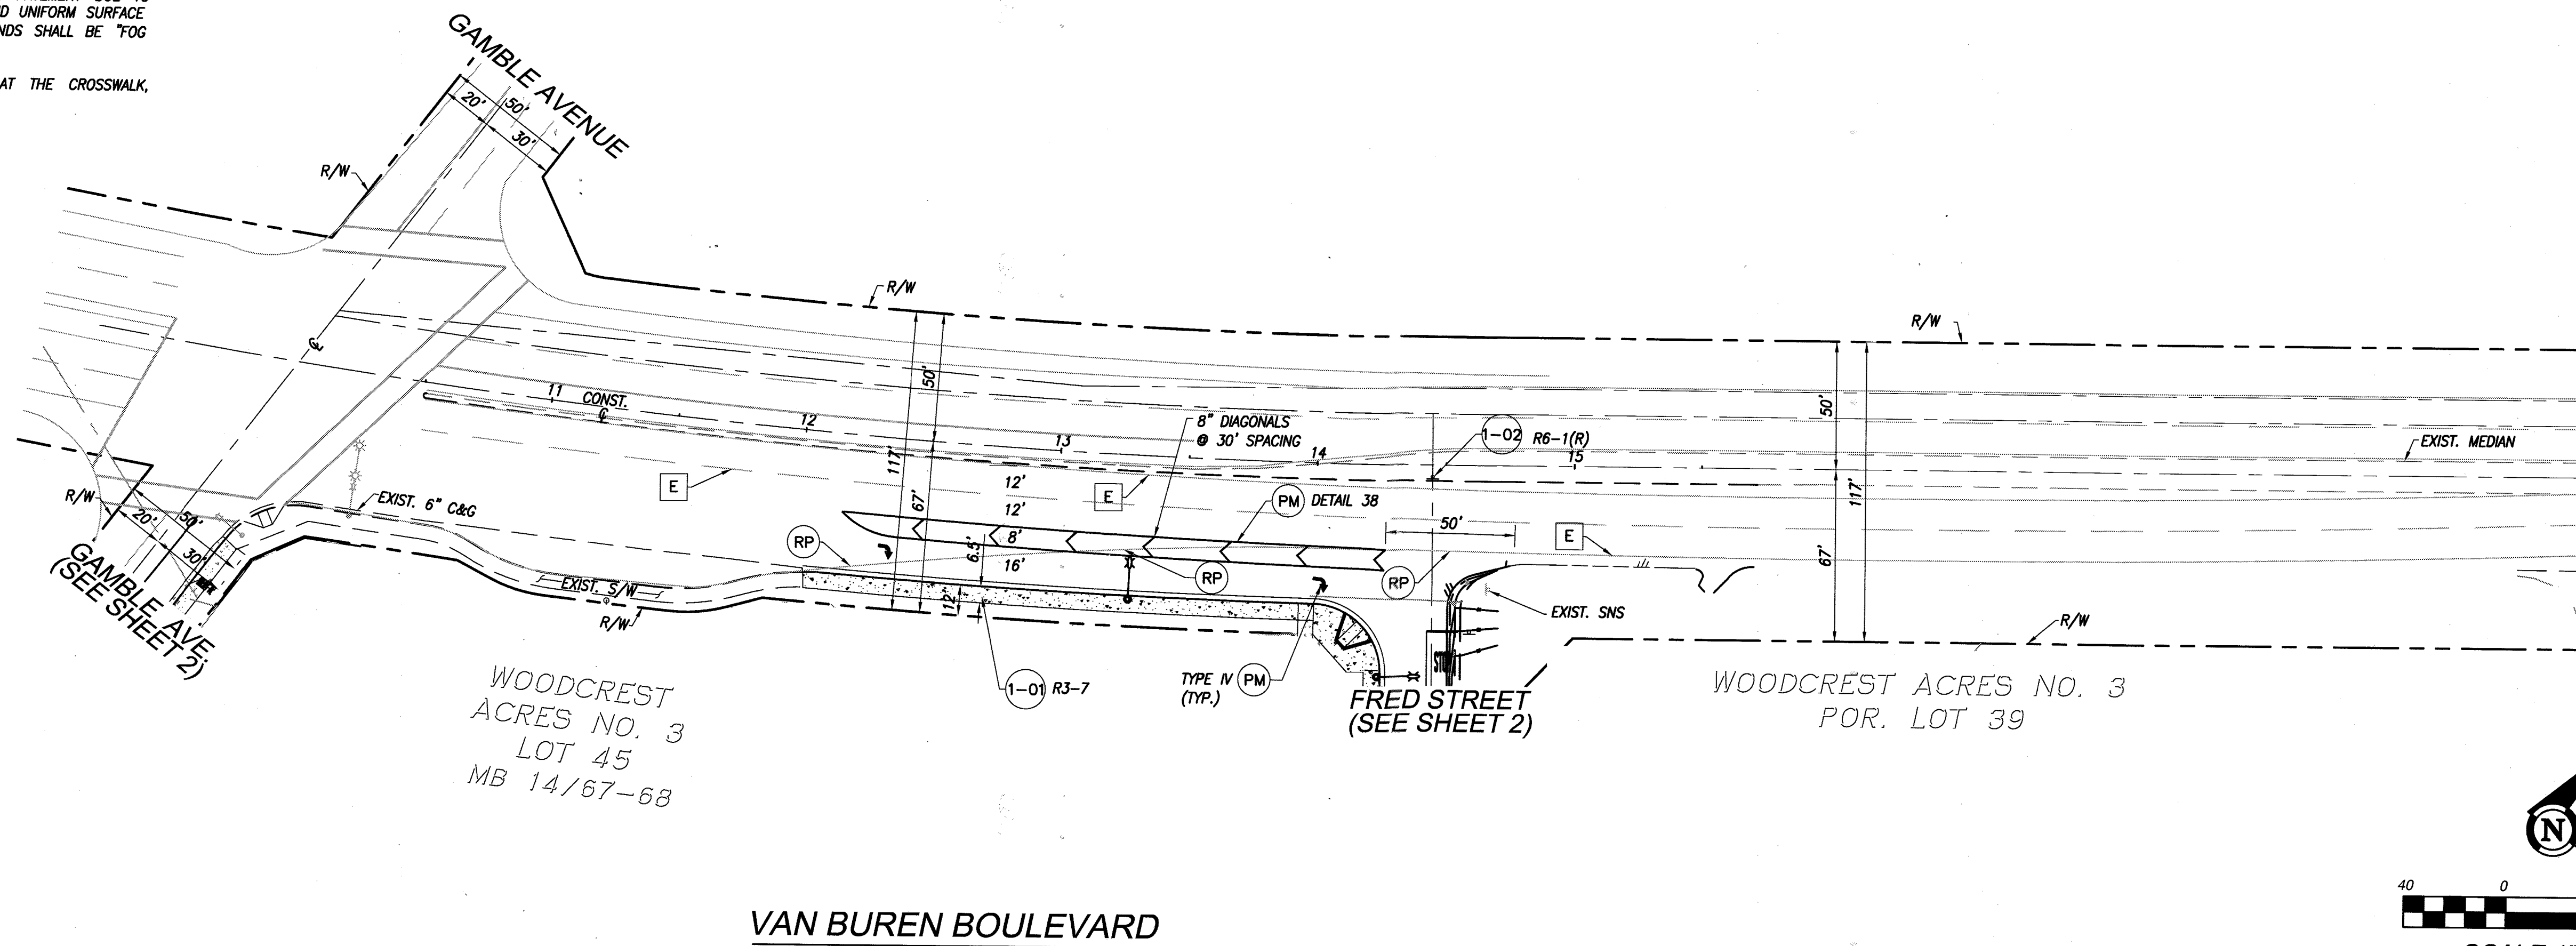 D UNIFORM SURFACE
NDS SHALL BE "FOG
AT THE CROSSWALK,
GAMBLE AVENUE
20'
50'
30'
R/W
R/W
R/W
11
CONST.
℄
12
13
14
15
℄
50'
117'
67'
8" DIAGONALS
@ 30' SPACING
1-02
R6-1(R)
EXIST. MEDIAN
50'
117'
67'
E
E
E
12'
12'
8'
16'
6.5'
12"
PM
DETAIL 38
50'
RP
RP
RP
R/W
EXIST. 6" C&G
20'
50'
30'
GAMBLE AVE.
(SEE SHEET 2)
EXIST. S/W
R/W
1-01
R3-7
TYPE IV
(TYP.)
PM
STOP
EXIST. SNS
R/W
FRED STREET
(SEE SHEET 2)
WOODCREST
ACRES NO. 3
LOT 45
MB 14/67-68
WOODCREST ACRES NO. 3
POR. LOT 39
N
40
0
VAN BUREN BOULEVARD